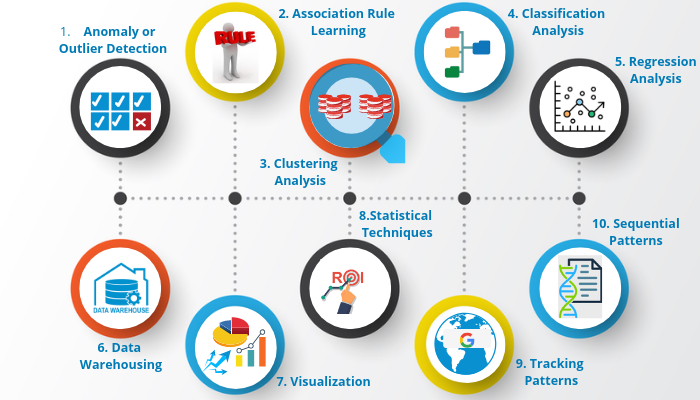 1. Anomaly or
Outlier Detection
2. Association Rule
Learning
RULE
3. Clustering
Analysis
4. Classification
Analysis
5. Regression
Analysis
6. Data
Warehousing
DATA WAREHOUSE
7. Visualization
8.Statistical
Techniques
ROI
9. Tracking
Patterns
G
10. Sequential
Patterns